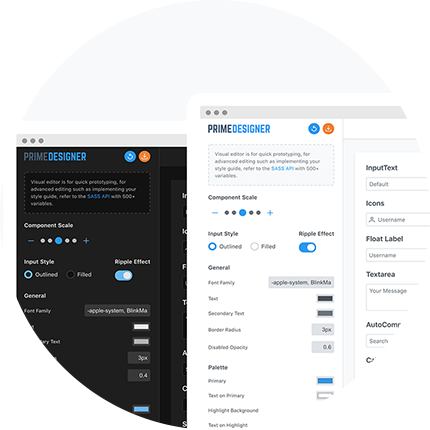 PRIMEDESIGNER
Visual editor is for quick prototyping, for
advanced editing such as implementing your
style guide, refer to the SASS API with 500+
variables.
Component Scale
Input Style
Ripple Effect
Outlined
Filled
General
Font Family
-apple-system, BlinkMa
Text
Secondary Text
Border Radius
3px
Disabled Opacity
0.6
Palette
Primary
Text on Primary
Highlight Background
Text on Highlight
InputText
Default
Icons
Username
Float Label
Username
Textarea
Your Message
AutoComr
Search
PRIMEDESIGNER
Visual editor is for quick prototyping, for
advanced editing such as implementing your
style guide, refer to the SASS API with 500+
variables.
Component Scale
Input Style
Ripple Effect
Outlined
Filled
General
Font Family
-apple-system, BlinkMa
Text
3px
0.4